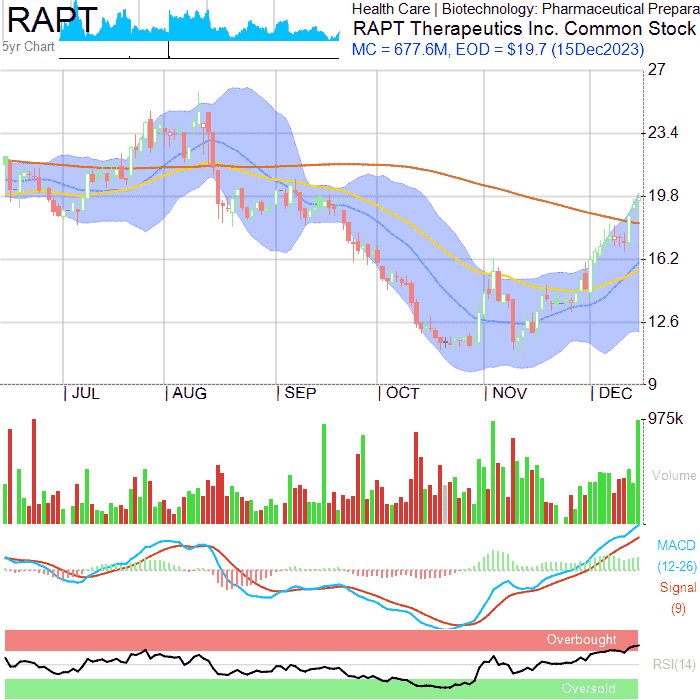 RAPT
5yr Chart
Health Care | Biotechnology: Pharmaceutical Prepara
RAPT Therapeutics Inc. Common Stock
MC = 677.6M, EOD = $19.7 (15Dec2023)
27
23.4
19.8
16.2
12.6
9
| JUL | AUG | SEP | OCT | NOV | DEC
975k
Volume
MACD
(12-26)
Signal
(9)
Overbought
RSI(14)
Oversold